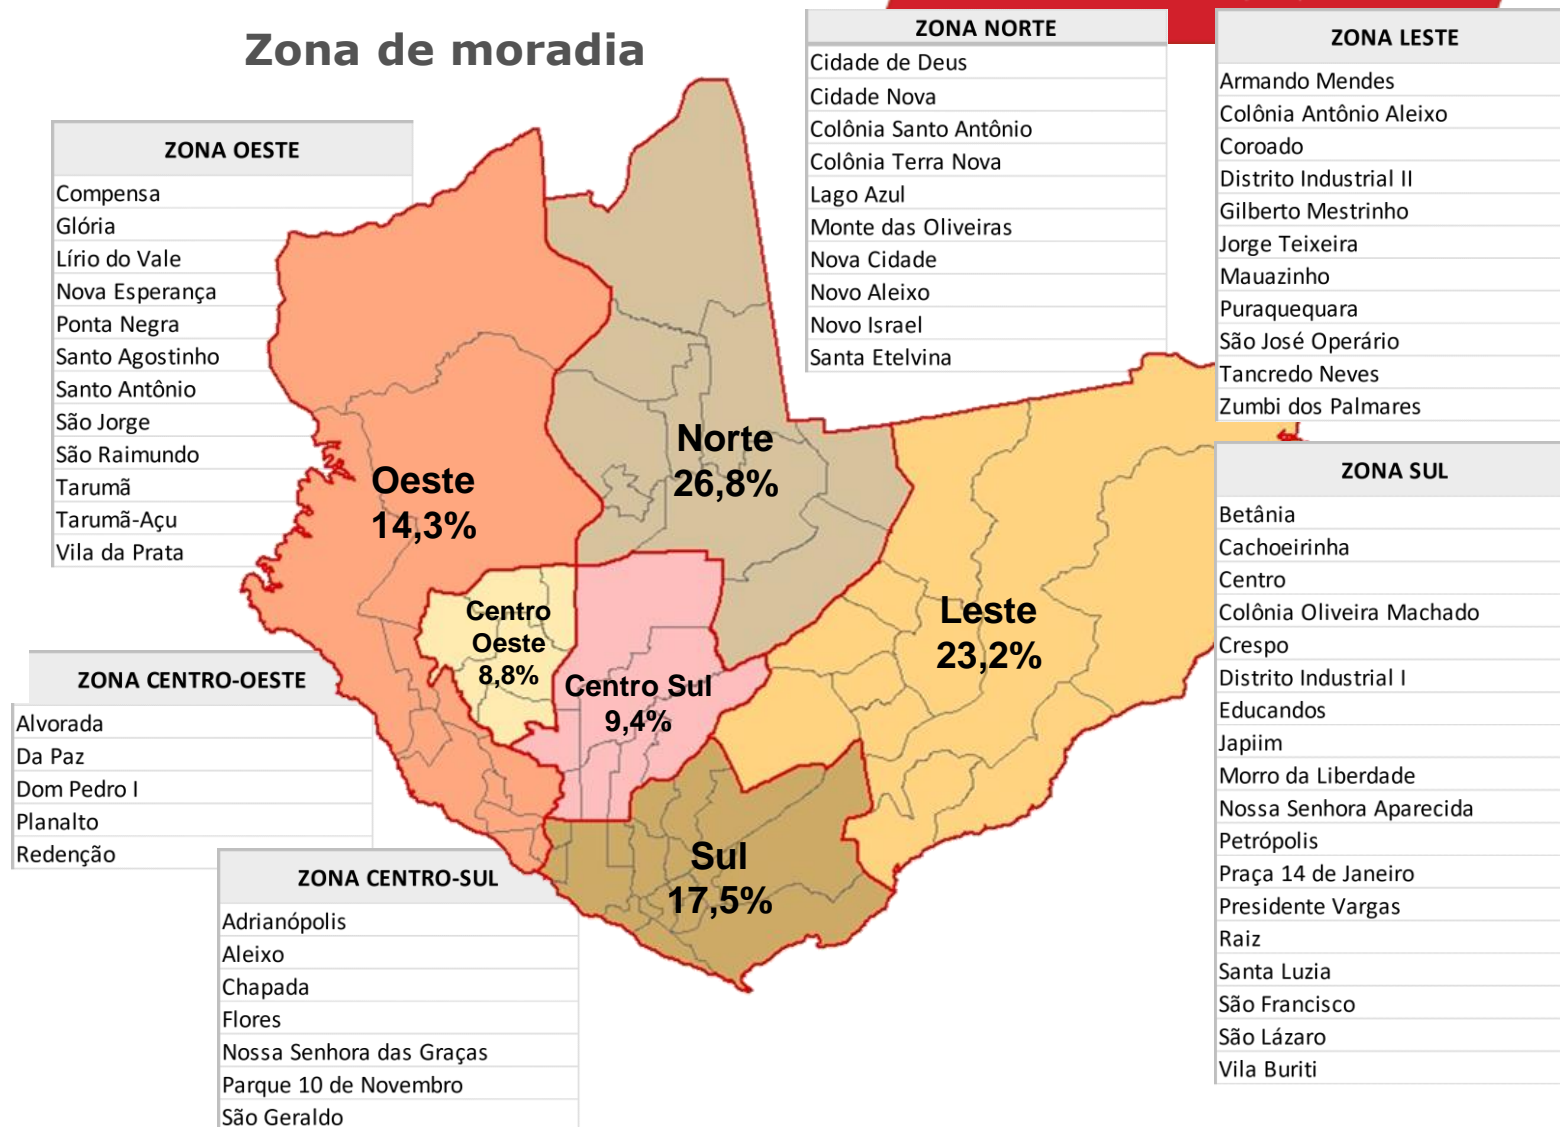 Zona de moradia
ZONA NORTE
Cidade de Deus
Cidade Nova
Colônia Santo Antônio
Colônia Terra Nova
Lago Azul
Monte das Oliveiras
Nova Cidade
Novo Aleixo
Novo Israel
Santa Etelvina
ZONA LESTE
Armando Mendes
Colônia Antônio Aleixo
Coroado
Distrito Industrial II
Gilberto Mestrinho
Jorge Teixeira
Mauazinho
Puraquequara
São José Operário
Tancredo Neves
Zumbi dos Palmares
ZONA OESTE
Compensa
Glória
Lírio do Vale
Nova Esperança
Ponta Negra
Santo Agostinho
Santo Antônio
São Jorge
São Raimundo
Tarumã
Tarumã-Açu
Vila da Prata
Norte
26,8%
Oeste
14,3%
Centro
Oeste
8,8%
Centro Sul
9,4%
Leste
23,2%
Sul
17,5%
ZONA SUL
Betânia
Cachoeirinha
Centro
Colônia Oliveira Machado
Crespo
Distrito Industrial I
Educandos
Japiim
Morro da Liberdade
Nossa Senhora Aparecida
Petrópolis
Praça 14 de Janeiro
Presidente Vargas
Raiz
Santa Luzia
São Francisco
São Lázaro
Vila Buriti
ZONA CENTRO-OESTE
Alvorada
Da Paz
Dom Pedro I
Planalto
Redenção
ZONA CENTRO-SUL
Adrianópolis
Aleixo
Chapada
Flores
Nossa Senhora das Graças
Parque 10 de Novembro
São Geraldo